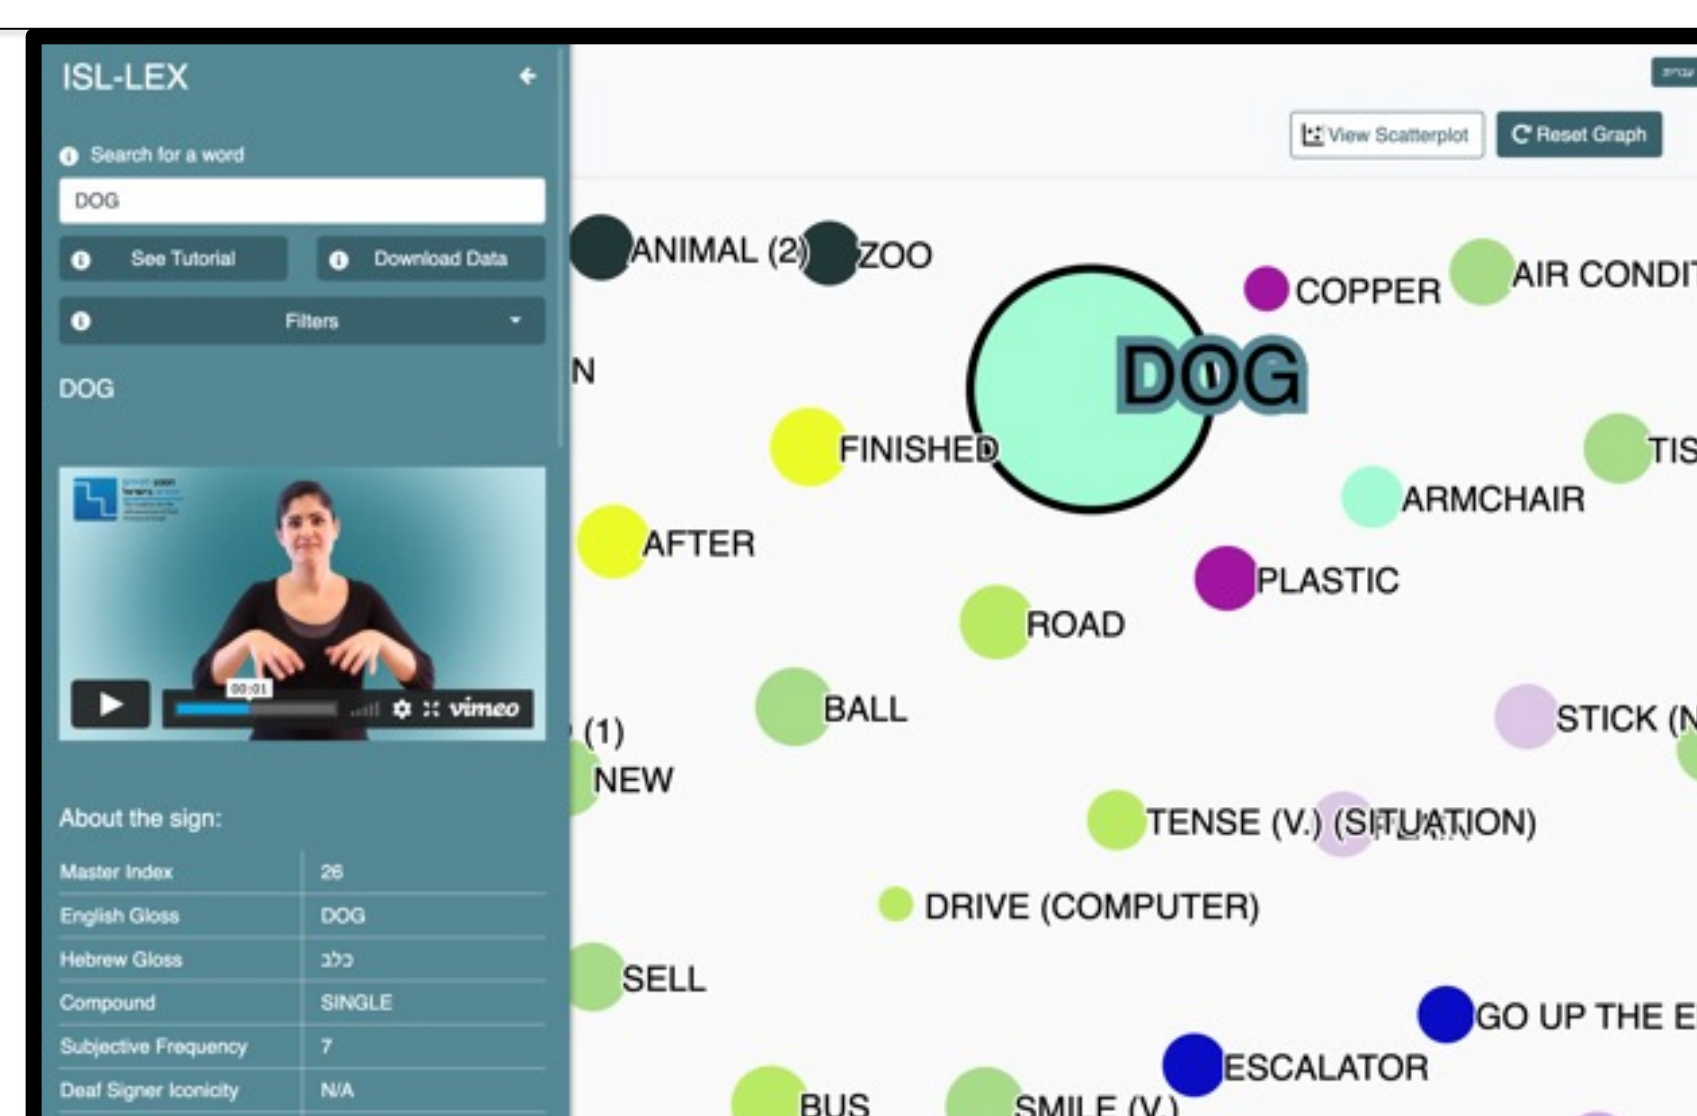 ISL-LEX
Search for a word
DOG
See Tutorial
Download Data
Filters
DOG
00:01
vimeo
About the sign:
Master Index 26
English Gloss DOG
Hebrew Gloss כלב
Compound SINGLE
Subjective Frequency 7
Deaf Signer Iconicity N/A
עברית
View Scatterplot
Reset Graph
ANIMAL (2)
ZOO
COPPER
AIR CONDIT
N
DOG
FINISHED
TIS
ARMCHAIR
AFTER
PLASTIC
ROAD
BALL
STICK (N
(1)
NEW
TENSE (V.) (SITUATION)
DRIVE (COMPUTER)
SELL
GO UP THE E
ESCALATOR
BUS
SMILE (V.)